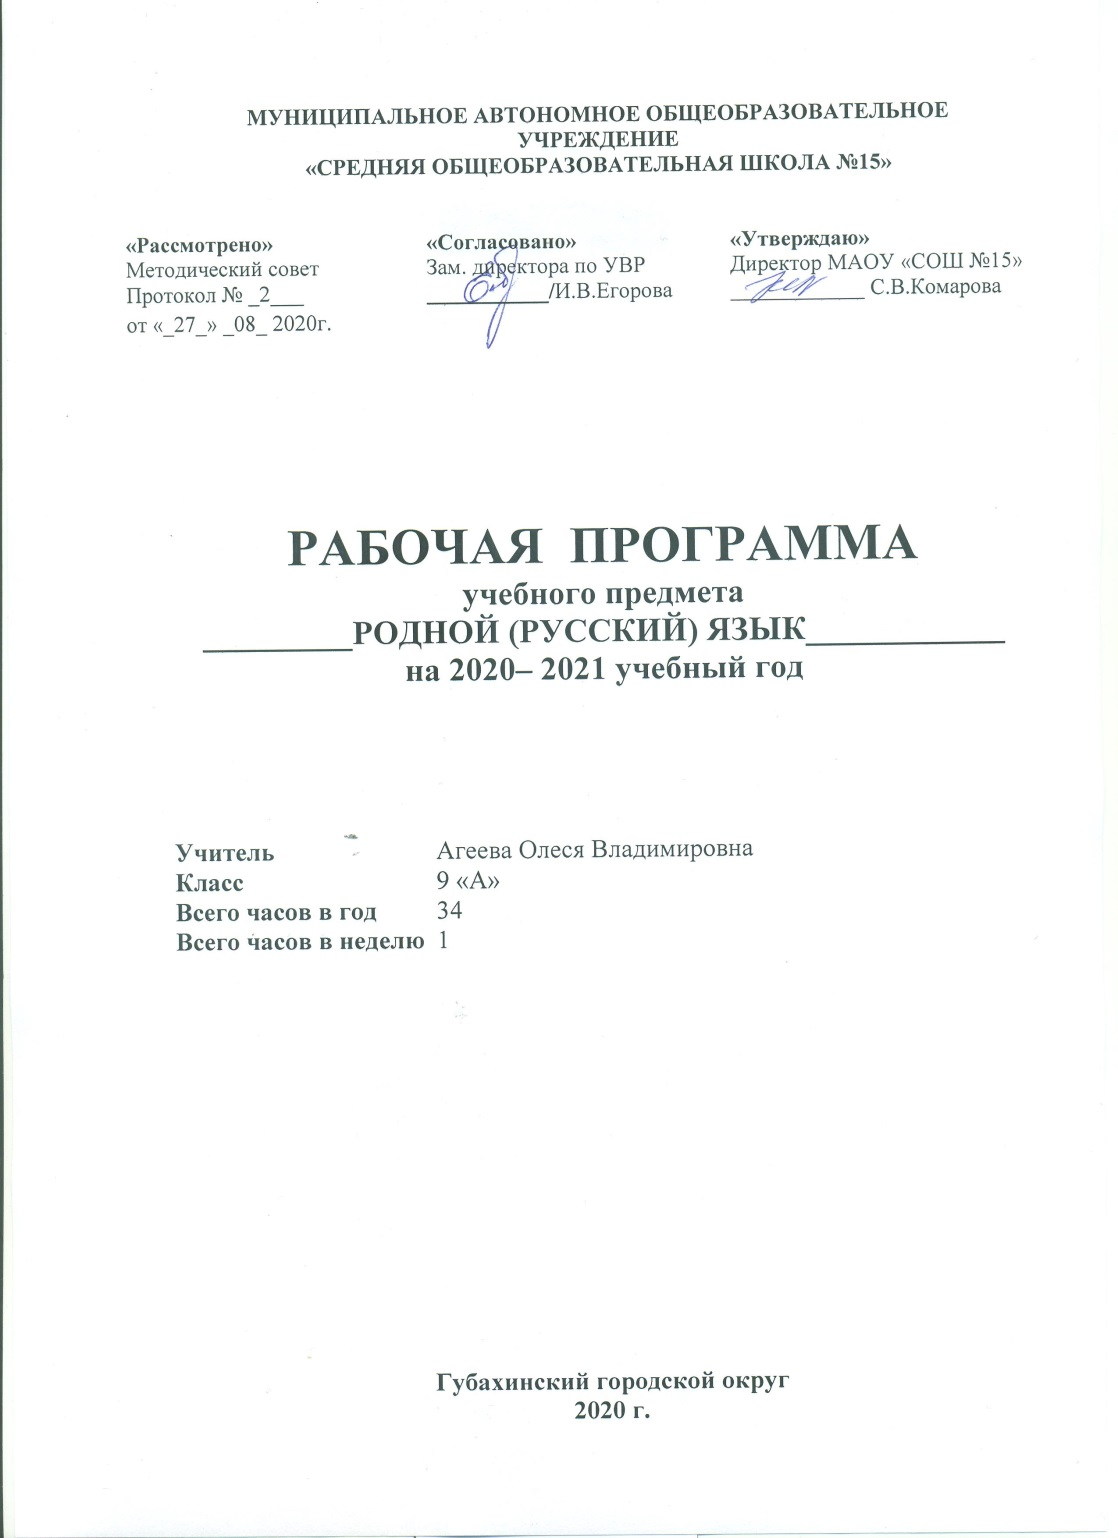 МУНИЦИПАЛЬНОЕ АВТОНОМНОЕ ОБЩЕОБРАЗОВАТЕЛЬНОЕ
УЧРЕЖДЕНИЕ
«СРЕДНЯЯ ОБЩЕОБРАЗОВАТЕЛЬНАЯ ШКОЛА №15»
«Рассмотрено»
Методический совет
Протокол № _2___
от «_27_» _08_ 2020г.
«Согласовано»
Зам. директора по УВР
___________/И.В.Егорова
«Утверждаю»
Директор МАОУ «СОШ №15»
____________ С.В.Комарова
РАБОЧАЯ ПРОГРАММА
учебного предмета
_________РОДНОЙ (РУССКИЙ) ЯЗЫК____________
на 2020– 2021 учебный год
Учитель Агеева Олеся Владимировна
Класс 9 «А»
Всего часов в год 34
Всего часов в неделю 1
Губахинский городской округ
2020 г.